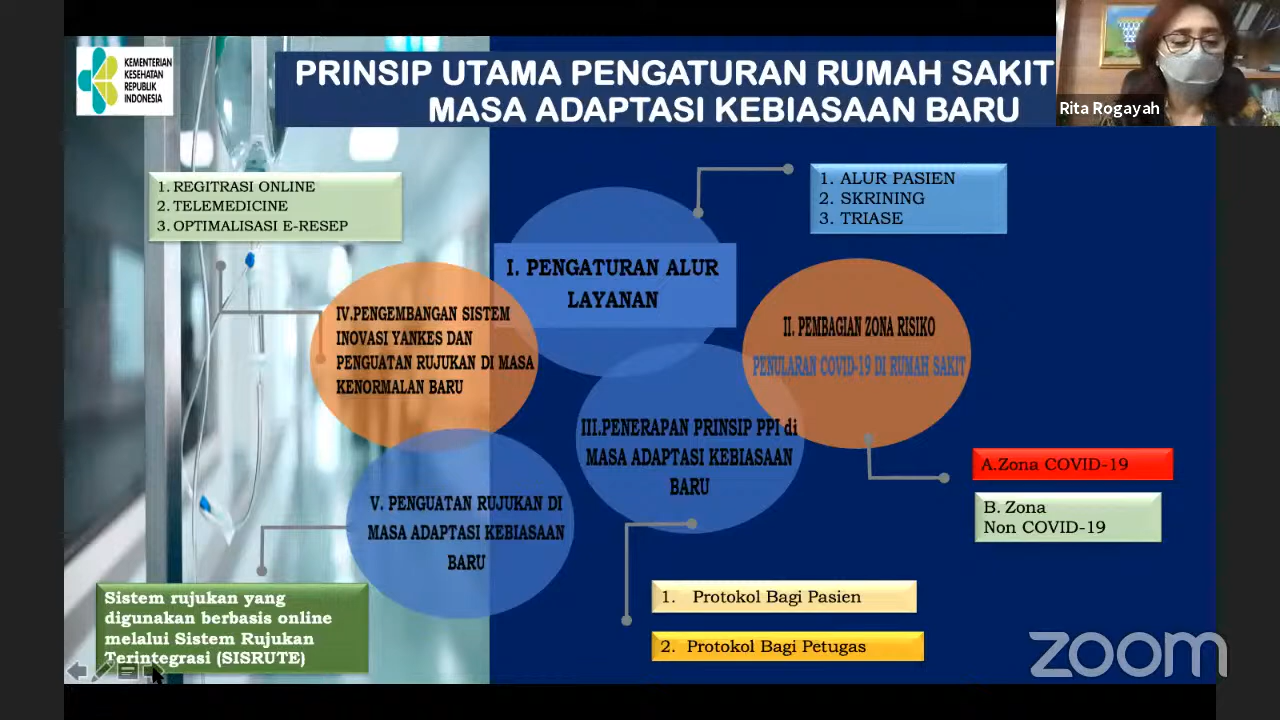 KEMENTERIAN
KESEHATAN
REPUBLIK
INDONESIA
PRINSIP UTAMA PENGATURAN RUMAH SAKIT
MASA ADAPTASI KEBIASAAN BARU
Rita Rogayah
1. REGITRASI ONLINE
2. TELEMEDICINE
3. OPTIMALISASI E-RESEP
1. ALUR PASIEN
2. SKRINING
3. TRIASE
I. PENGATURAN ALUR
LAYANAN
II. PEMBAGIAN ZONA RISIKO
PENULARAN COVID-19 DI RUMAH SAKIT
IV.PENGEMBANGAN SISTEM
INOVASI YANKES DAN
PENGUATAN RUJUKAN DI MASA
KENORMALAN BARU
III.PENERAPAN PRINSIP PPI di
MASA ADAPTASI KEBIASAAN
BARU
A.Zona COVID-19
B. Zona
Non COVID-19
V. PENGUATAN RUJUKAN DI
MASA ADAPTASI KEBIASAAN
BARU
Sistem rujukan yang
digunakan berbasis online
melalui Sistem Rujukan
Terintegrasi (SISRUTE)
1. Protokol Bagi Pasien
2. Protokol Bagi Petugas
zoom